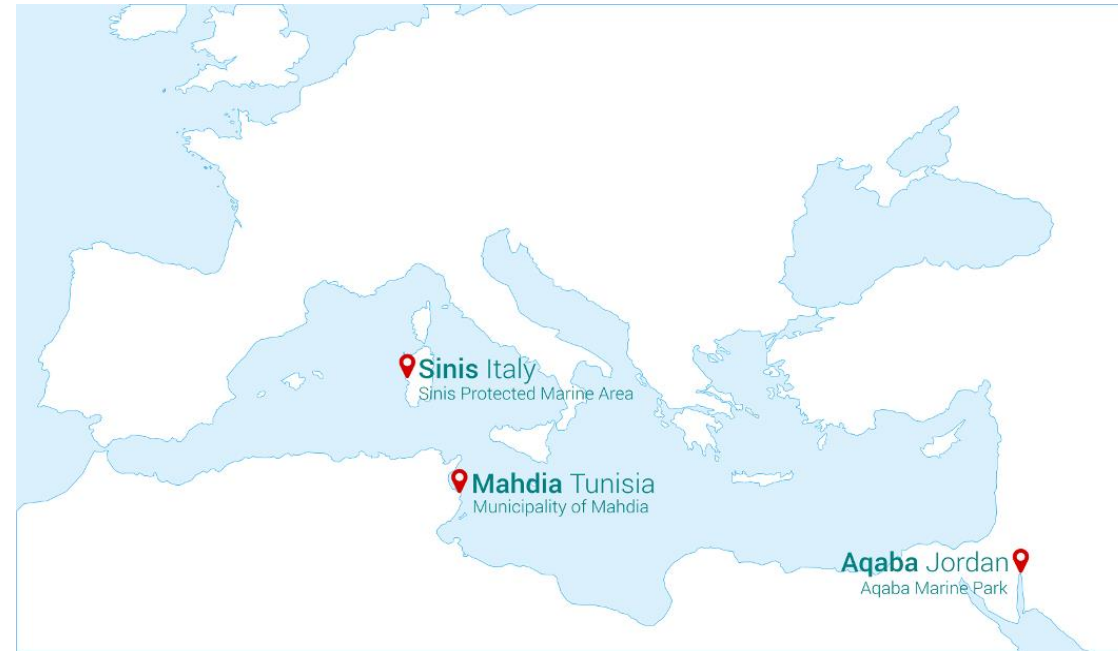 Sinis Italy
Sinis Protected Marine Area
Mahdia Tunisia
Municipality of Mahdia
Aqaba Jordan
Aqaba Marine Park